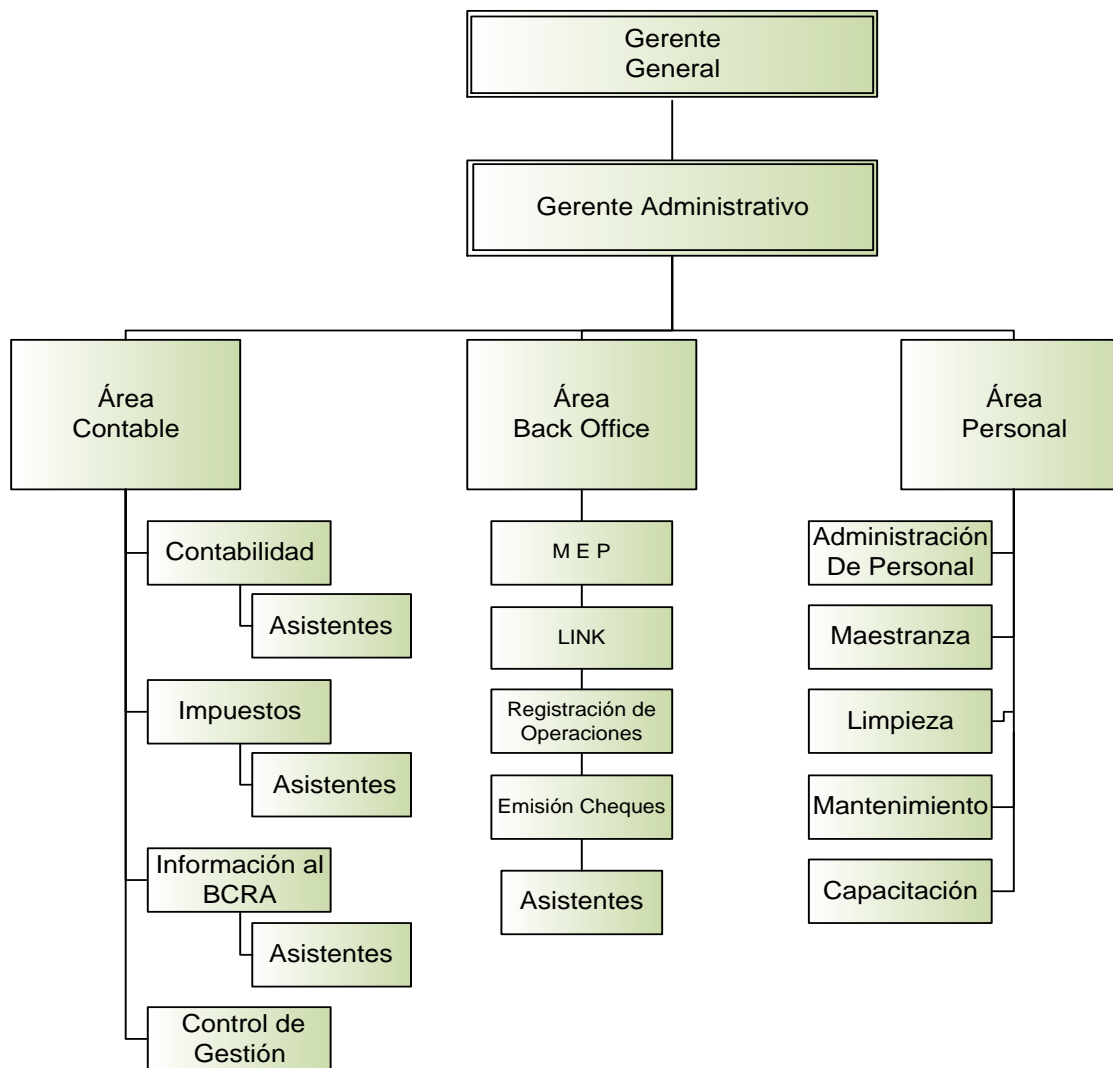 Gerente
General
Gerente Administrativo
Área
Contable
Contabilidad
Asistentes
Impuestos
Asistentes
Información al
BCRA
Asistentes
Control de
Gestión
Área
Back Office
M E P
LINK
Registración de
Operaciones
Emisión Cheques
Asistentes
Área
Personal
Administración
De Personal
Maestranza
Limpieza
Mantenimiento
Capacitación